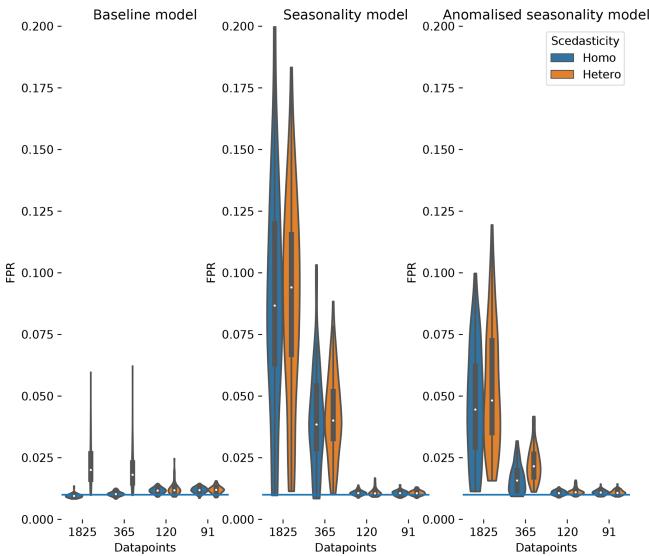 Baseline model
Seasonality model
Anomalised seasonality model
0.200
0.175
0.150
0.125
0.100
0.075
0.050
0.025
0.000
FPR
1825 365 120 91
Datapoints
0.200
0.175
0.150
0.125
0.100
0.075
0.050
0.025
0.000
FPR
1825 365 120 91
Datapoints
0.200
0.175
0.150
0.125
0.100
0.075
0.050
0.025
0.000
FPR
1825 365 120 91
Datapoints
Scedasticity
Homo
Hetero